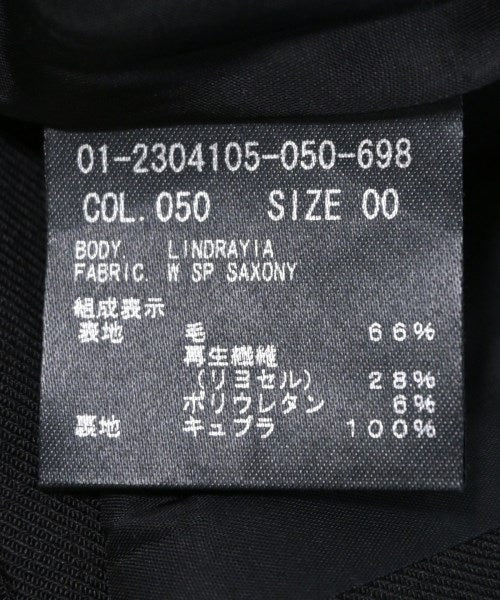 01-2304105-050-698
COL. 050 SIZE 00
BODY. LINDRAYIA
FABRIC. W SP SAXONY
組成表示
表地 毛 66%
再生繊維
(リヨセル) 28%
ポリウレタン 6%
裏地 キュプラ 100%